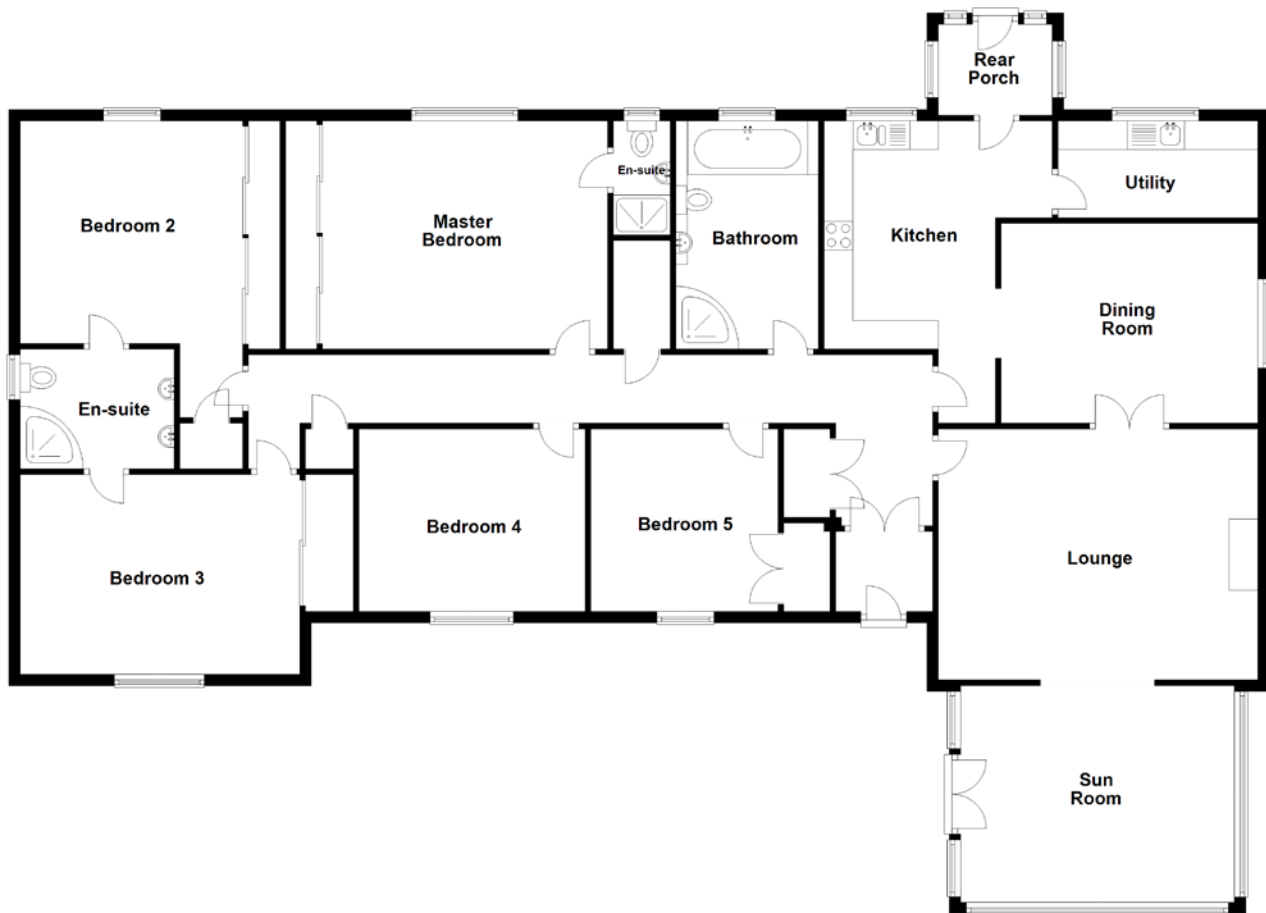 Rear
Porch
Bedroom 2
Master
Bedroom
En-suite
Bathroom
Kitchen
Utility
Dining
Room
En-suite
Bedroom 3
Bedroom 4
Bedroom 5
Lounge
Sun
Room